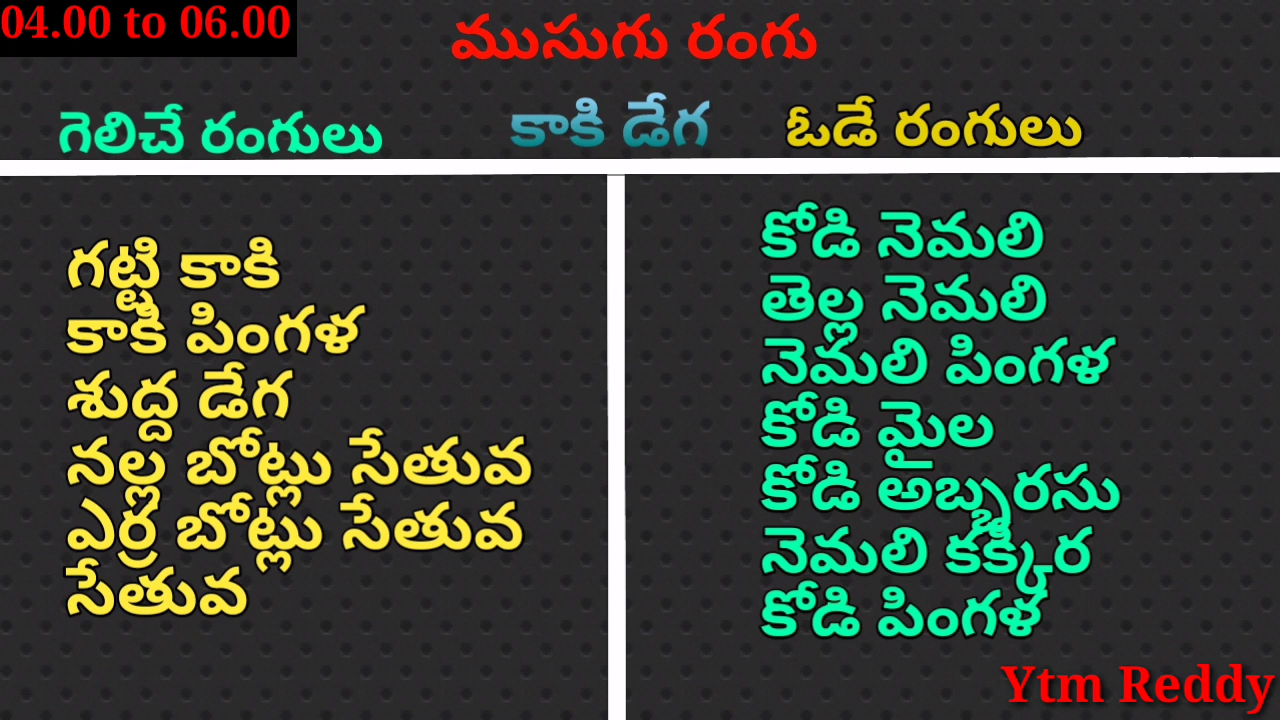 04.00 to 06.00
ముసుగు రంగు
గెలిచే రంగులు
కాకి డేగ
ఓడే రంగులు
గట్టి కాకి
కాకి పింగళ
శుద్ద డేగ
నల్ల బోట్లు సేతువ
ఎర్ర బోట్లు సేతువ
సేతువ
కోడి నెమలి
తెల్ల నెమలి
నెమలి పింగళ
కోడి మైల
కోడి అబ్బ్రరసు
నెమలి కక్కిర
కోడి పింగళ
Ytm Reddy